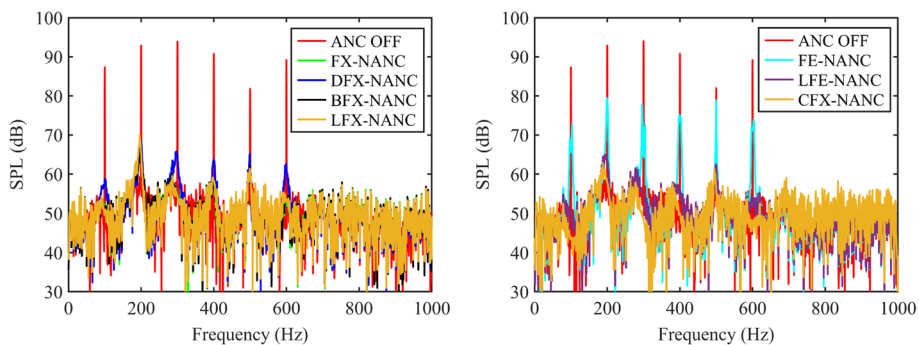 100
90
80
70
60
50
40
30
SPL (dB)
ANC OFF
FX-NANC
DFX-NANC
BFX-NANC
LFX-NANC
0
200
400
600
800
1000
Frequency (Hz)
100
90
80
70
60
50
40
30
SPL (dB)
ANC OFF
FE-NANC
LFE-NANC
CFX-NANC
0
200
400
600
800
1000
Frequency (Hz)